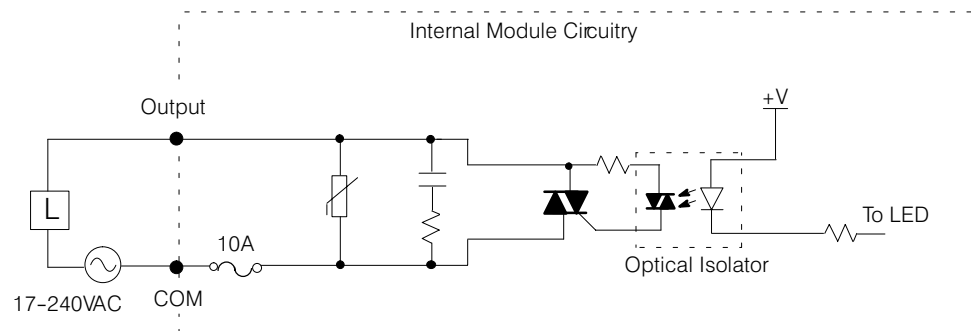 Internal Module Circuitry
Output
+V
L
To LED
10A
Optical Isolator
17-240VAC
COM